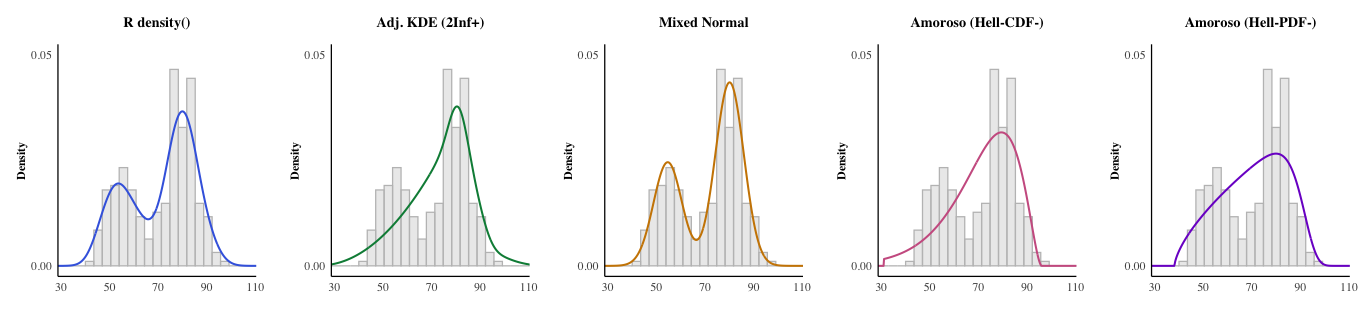 R density()
Density
0.05
0.00
30 50 70 90 110
Adj. KDE (2Inf+)
Density
0.05
0.00
30 50 70 90 110
Mixed Normal
Density
0.05
0.00
30 50 70 90 110
Amoroso (Hell-CDF-)
Density
0.05
0.00
30 50 70 90 110
Amoroso (Hell-PDF-)
Density
0.05
0.00
30 50 70 90 110